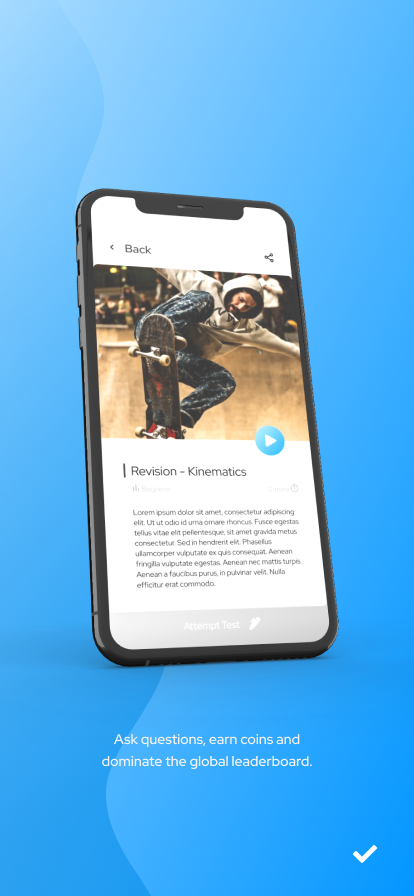 Back
Revision - Kinematics
Beginner
Lorem ipsum dolor sit amet, consectetur adipiscing
elit. Ut ut odio id urna ornare rhoncus. Fusce egestas
tellus vitae elit pellentesque, sit amet gravida metus
consectetur. Sed in hendrerit elit. Phasellus
ullamcorper vulputate ex quis consequat. Aenean
fringilla vulputate egestas. Aenean nec mattis turpis.
Aenean a faucibus purus, in pulvinar velit. Nulla
efficitur erat commodo.
Attempt Test
Ask questions, earn coins and
dominate the global leaderboard.